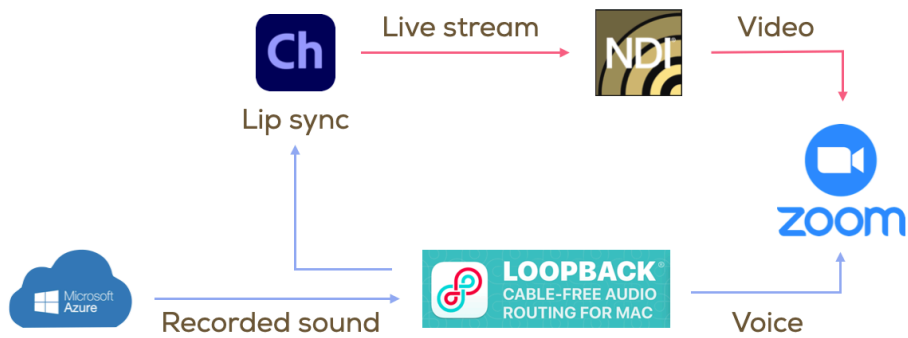 Live stream
Video
Ch
NDI
Lip sync
zoom
LOOPBACK®
CABLE-FREE AUDIO
ROUTING FOR MAC
Microsoft
Azure
Recorded sound
Voice